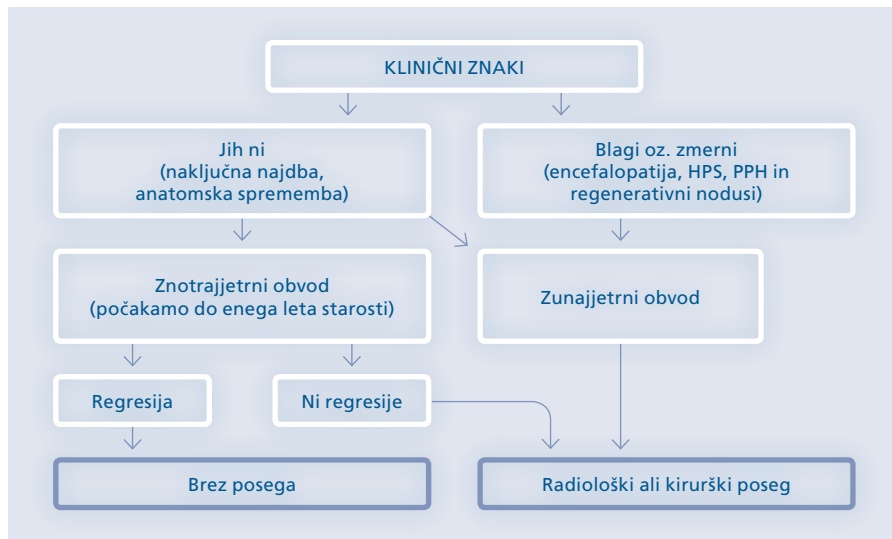 KLINIČNI ZNAKI
Jih ni
(naključna najdba,
anatomska sprememba)
Blagi oz. zmerni
(encefalopatija, HPS, PPH in
regenerativni nodusi)
Znotrajjetrni obvod
(počakamo do enega leta starosti)
Zunajjetrni obvod
Regresija
Ni regresije
Brez posega
Radiološki ali kirurški poseg